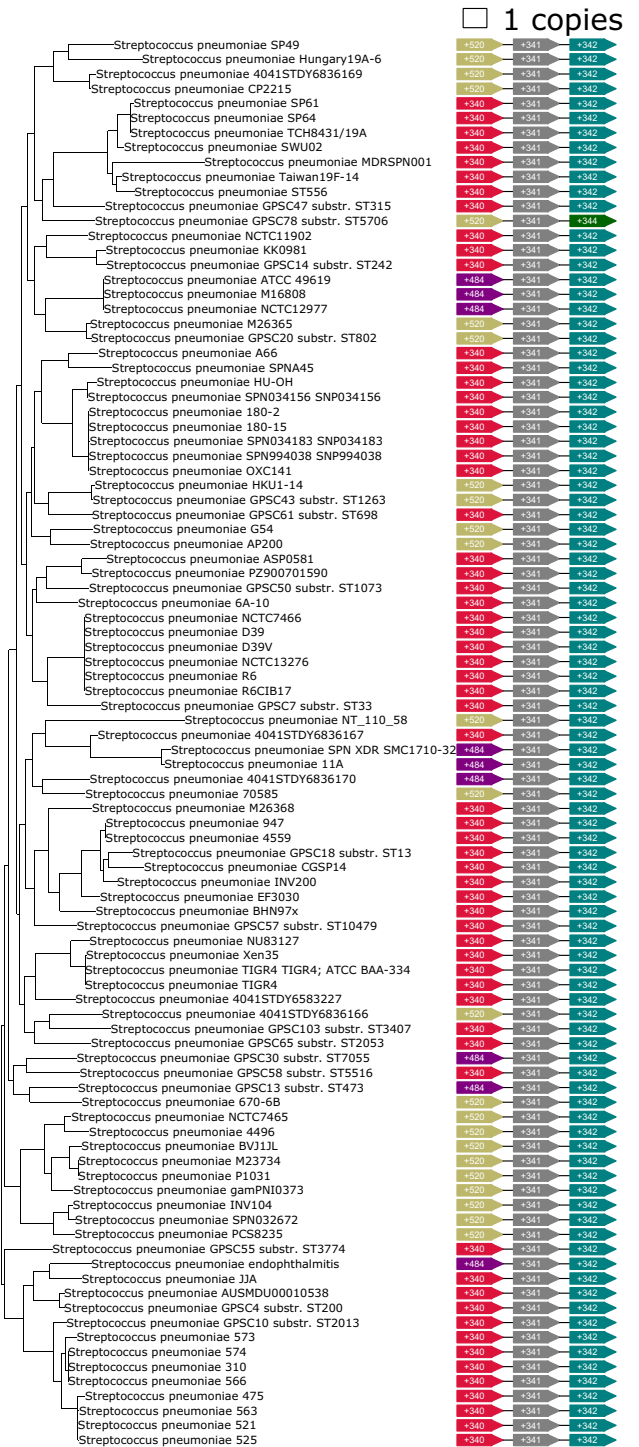 1 copies
Streptococcus pneumoniae SP49 +520 +341 +342
Streptococcus pneumoniae Hungary19A-6 +520 +341 +342
Streptococcus pneumoniae 4041STDY6836169 +520 +341 +342
Streptococcus pneumoniae CP2215 +520 +341 +342
Streptococcus pneumoniae SP61 +340 +341 +342
Streptococcus pneumoniae SP64 +340 +341 +342
Streptococcus pneumoniae TCH8431/19A +340 +341 +342
Streptococcus pneumoniae SWU02 +340 +341 +342
Streptococcus pneumoniae MDRSPN001 +340 +341 +342
Streptococcus pneumoniae Taiwan19F-14 +340 +341 +342
Streptococcus pneumoniae ST556 +340 +341 +342
Streptococcus pneumoniae GPSC47 substr. ST315 +340 +341 +342
Streptococcus pneumoniae GPSC78 substr. ST5706 +520 +341 +344
Streptococcus pneumoniae NCTC11902 +340 +341 +342
Streptococcus pneumoniae KK0981 +340 +341 +342
Streptococcus pneumoniae GPSC14 substr. ST242 +340 +341 +342
Streptococcus pneumoniae ATCC 49619 +484 +341 +342
Streptococcus pneumoniae M16808 +484 +341 +342
Streptococcus pneumoniae NCTC12977 +484 +341 +342
Streptococcus pneumoniae M26365 +520 +341 +342
Streptococcus pneumoniae GPSC20 substr. ST802 +520 +341 +342
Streptococcus pneumoniae A66 +340 +341 +342
Streptococcus pneumoniae SPNA45 +340 +341 +342
Streptococcus pneumoniae HU-OH +340 +341 +342
Streptococcus pneumoniae SPN034156 SNP034156 +340 +341 +342
Streptococcus pneumoniae 180-2 +340 +341 +342
Streptococcus pneumoniae 180-15 +340 +341 +342
Streptococcus pneumoniae SPN034183 SNP034183 +340 +341 +342
Streptococcus pneumoniae SPN994038 SNP994038 +340 +341 +342
Streptococcus pneumoniae OXC141 +340 +341 +342
Streptococcus pneumoniae HKU1-14 +520 +341 +342
Streptococcus pneumoniae GPSC43 substr. ST1263 +520 +341 +342
Streptococcus pneumoniae GPSC61 substr. ST698 +340 +341 +342
Streptococcus pneumoniae G54 +520 +341 +342
Streptococcus pneumoniae AP200 +520 +341 +342
Streptococcus pneumoniae ASP0581 +340 +341 +342
Streptococcus pneumoniae PZ900701590 +340 +341 +342
Streptococcus pneumoniae GPSC50 substr. ST1073 +340 +341 +342
Streptococcus pneumoniae 6A-10 +340 +341 +342
Streptococcus pneumoniae NCTC7466 +340 +341 +342
Streptococcus pneumoniae D39 +340 +341 +342
Streptococcus pneumoniae D39V +340 +341 +342
Streptococcus pneumoniae NCTC13276 +340 +341 +342
Streptococcus pneumoniae R6 +340 +341 +342
Streptococcus pneumoniae R6CIB17 +340 +341 +342
Streptococcus pneumoniae GPSC7 substr. ST33 +340 +341 +342
Streptococcus pneumoniae NT_110_58 +520 +341 +342
Streptococcus pneumoniae 4041STDY6836167 +340 +341 +342
Streptococcus pneumoniae SPN XDR SMC1710-32 +484 +341 +342
Streptococcus pneumoniae 11A +484 +341 +342
Streptococcus pneumoniae 4041STDY6836170 +484 +341 +342
Streptococcus pneumoniae 70585 +520 +341 +342
Streptococcus pneumoniae M26368 +340 +341 +342
Streptococcus pneumoniae 947 +340 +341 +342
Streptococcus pneumoniae 4559 +340 +341 +342
Streptococcus pneumoniae GPSC18 substr. ST13 +340 +341 +342
Streptococcus pneumoniae CGSP14 +340 +341 +342
Streptococcus pneumoniae INV200 +340 +341 +342
Streptococcus pneumoniae EF3030 +340 +341 +342
Streptococcus pneumoniae BHN97x +340 +341 +342
Streptococcus pneumoniae GPSC57 substr. ST10479 +340 +341 +342
Streptococcus pneumoniae NU83127 +340 +341 +342
Streptococcus pneumoniae Xen35 +340 +341 +342
Streptococcus pneumoniae TIGR4 TIGR4; ATCC BAA-334 +340 +341 +342
Streptococcus pneumoniae TIGR4 +340 +341 +342
Streptococcus pneumoniae 4041STDY6583227 +340 +341 +342
Streptococcus pneumoniae 4041STDY6836166 +520 +341 +342
Streptococcus pneumoniae GPSC103 substr. ST3407 +340 +341 +342
Streptococcus pneumoniae GPSC65 substr. ST2053 +340 +341 +342
Streptococcus pneumoniae GPSC30 substr. ST7055 +484 +341 +342
Streptococcus pneumoniae GPSC58 substr. ST5516 +340 +341 +342
Streptococcus pneumoniae GPSC13 substr. ST473 +484 +341 +342
Streptococcus pneumoniae 670-6B +520 +341 +342
Streptococcus pneumoniae NCTC7465 +520 +341 +342
Streptococcus pneumoniae 4496 +520 +341 +342
Streptococcus pneumoniae BVJ1JL +520 +341 +342
Streptococcus pneumoniae M23734 +520 +341 +342
Streptococcus pneumoniae P1031 +520 +341 +342
Streptococcus pneumoniae gamPNI0373 +520 +341 +342
Streptococcus pneumoniae INV104 +520 +341 +342
Streptococcus pneumoniae SPN032672 +520 +341 +342
Streptococcus pneumoniae PCS8235 +520 +341 +342
Streptococcus pneumoniae GPSC55 substr. ST3774 +340 +341 +342
Streptococcus pneumoniae endophthalmitis +484 +341 +342
Streptococcus pneumoniae JJA +340 +341 +342
Streptococcus pneumoniae AUSMDU00010538 +340 +341 +342
Streptococcus pneumoniae GPSC4 substr. ST200 +340 +341 +342
Streptococcus pneumoniae GPSC10 substr. ST2013 +340 +341 +342
Streptococcus pneumoniae 573 +340 +341 +342
Streptococcus pneumoniae 574 +340 +341 +342
Streptococcus pneumoniae 310 +340 +341 +342
Streptococcus pneumoniae 566 +340 +341 +342
Streptococcus pneumoniae 475 +340 +341 +342
Streptococcus pneumoniae 563 +340 +341 +342
Streptococcus pneumoniae 521 +340 +341 +342
Streptococcus pneumoniae 525 +340 +341 +342